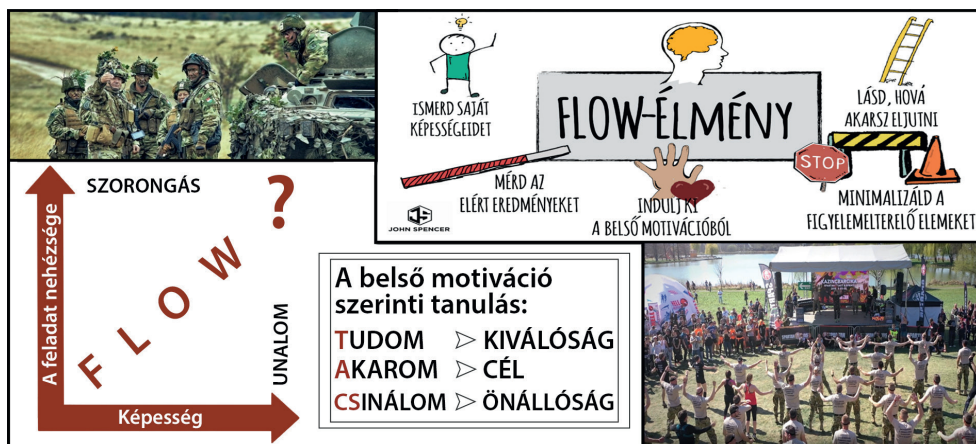 ISMERD SAJÁT
KÉPESSÉGEIDET
FLOW-ÉLMÉNY
LÁSD, HOVÁ
AKARSZ ELJUTNI
STOP
MÉRD AZ
ELÉRT EREDMÉNYEKET
INDULJ KI
A BELSŐ MOTIVÁCIÓBÓL
MINIMALIZÁLD A
FIGYELEMELTERELŐ ELEMEKET
JS
JOHN SPENCER
A feladat nehézsége
SZORONGÁS
?
FLOW
UNALOM
Képesség
A belső motiváció
szerinti tanulás:
TUDOM > KIVÁLÓSÁG
AKAROM > CÉL
CSINÁLOM > ÖNÁLLÓSÁG